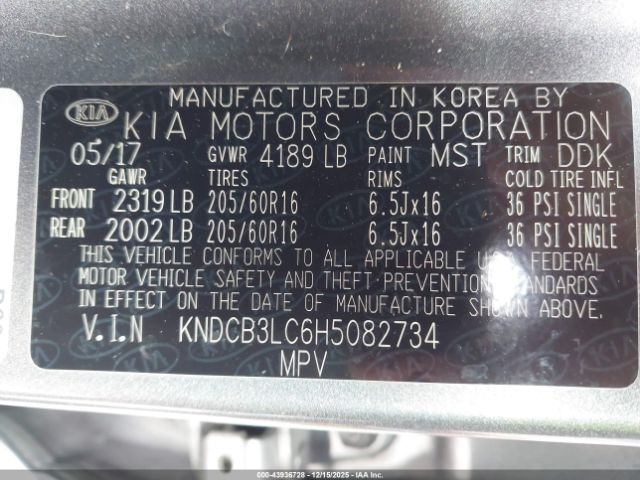 MANUFACTURED IN KOREA BY
KIA KIA MOTORS CORPORATION
05/17 GVWR 4189 LB PAINT MST TRIM DDK
GAWR TIRES RIMS COLD TIRE INFL
FRONT 2319 LB 205/60R16 6.5Jx16 36 PSI SINGLE
REAR 2002 LB 205/60R16 6.5Jx16 36 PSI SINGLE
THIS VEHICLE CONFORMS TO ALL APPLICABLE U.S.A. FEDERAL
MOTOR VEHICLE SAFETY AND THEFT PREVENTION STANDARDS
IN EFFECT ON THE DATE OF MANUFACTURE SHOWN ABOVE.
V.I.N KNDCB3LC6H5082734
MPV
000-43936728 - 12/15/2025 - COPYRIGHT IAA, LLC.